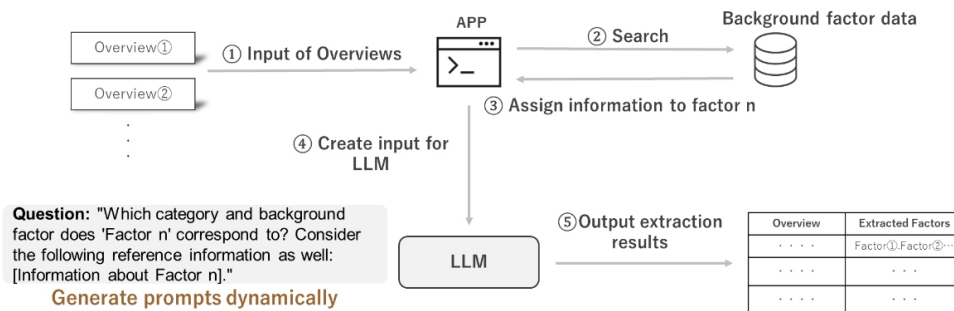 Overview①
Overview②
① Input of Overviews
APP
② Search
Background factor data
③ Assign information to factor n
④ Create input for
LLM
Question: "Which category and background
factor does 'Factor n' correspond to? Consider
the following reference information as well:
[Information about Factor n]."
Generate prompts dynamically
LLM
⑤Output extraction
results
Overview Extracted Factors
・・・・ Factor①.Factor②…
・・・・ ・・・
・・・・ ・・・